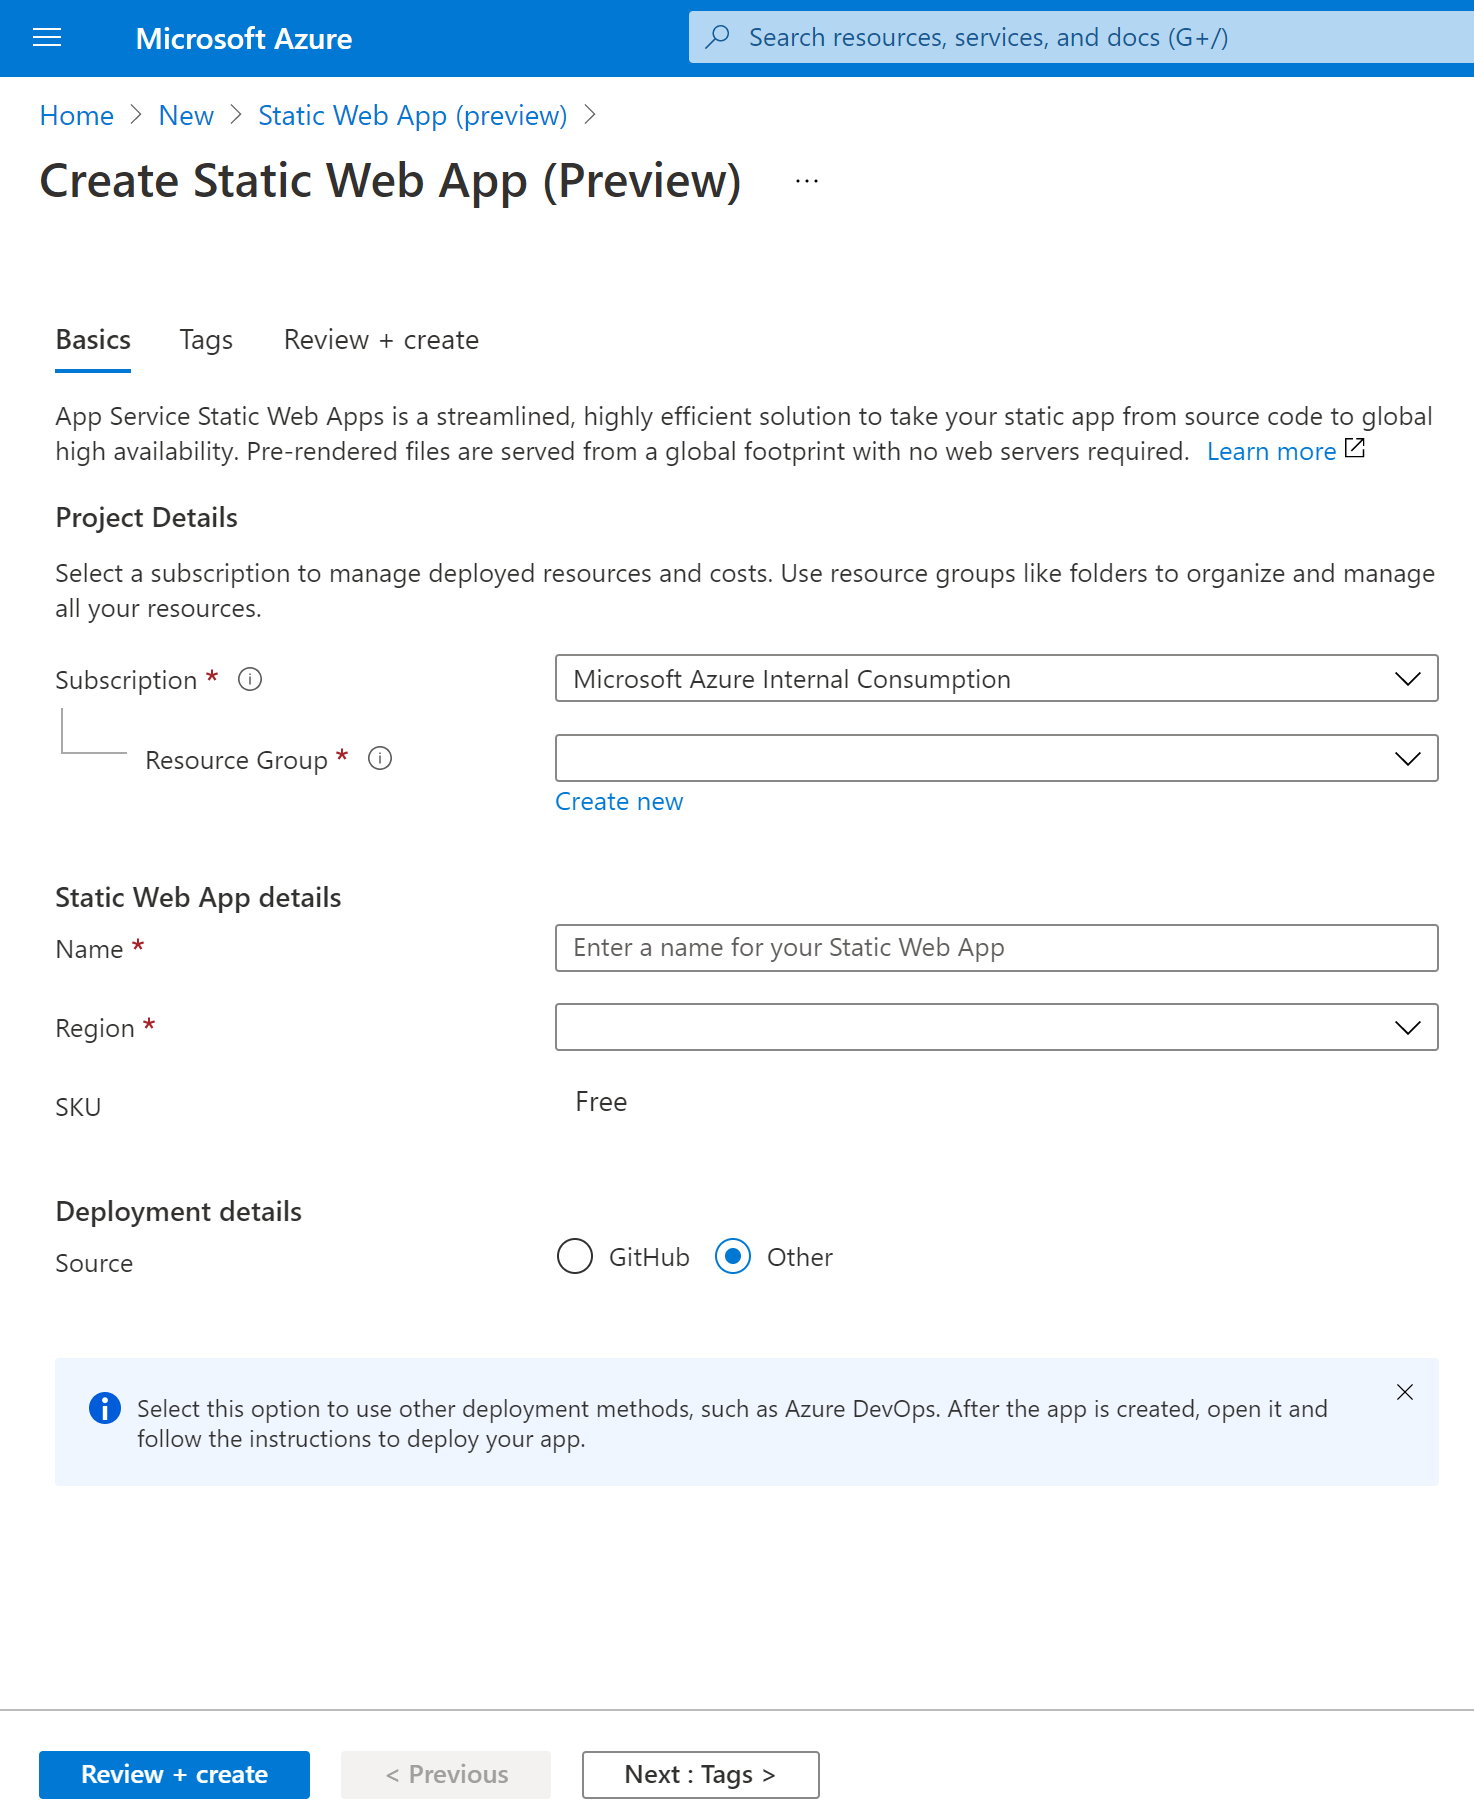 Microsoft Azure
Search resources, services, and docs (G+/)
Home > New > Static Web App (preview) >
Create Static Web App (Preview) ...
Basics Tags Review + create
App Service Static Web Apps is a streamlined, highly efficient solution to take your static app from source code to global
high availability. Pre-rendered files are served from a global footprint with no web servers required. Learn more
Project Details
Select a subscription to manage deployed resources and costs. Use resource groups like folders to organize and manage
all your resources.
Subscription *
Microsoft Azure Internal Consumption
Resource Group *
Create new
Static Web App details
Name *
Enter a name for your Static Web App
Region *
SKU
Free
Deployment details
Source
GitHub Other
Select this option to use other deployment methods, such as Azure DevOps. After the app is created, open it and
follow the instructions to deploy your app.
Review + create < Previous Next : Tags >